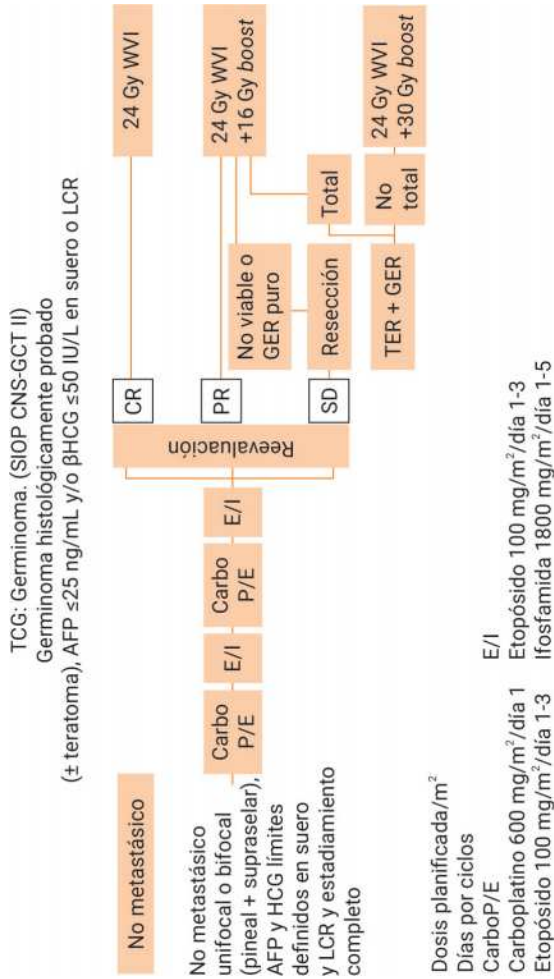 TCG: Germinoma. (SIOP CNS-GCT II)
Germinoma histológicamente probado
(± teratoma), AFP ≤25 ng/mL y/o βHCG ≤50 IU/L en suero o LCR
No metastásico
No metastásico
unifocal o bifocal
(pineal + supraselar),
AFP y HCG límites
definidos en suero
y LCR y estadiamiento
completo
Carbo
P/E
E/I
Carbo
P/E
E/I
Reevaluación
CR
24 Gy WVI
PR
24 Gy WVI
+16 Gy boost
SD
No viable o
GER puro
Resección
TER + GER
Total
No
total
24 Gy WVI
+30 Gy boost
Dosis planificada/m²
Días por ciclos
CarboP/E
Carboplatino 600 mg/m²/día 1
Etopósido 100 mg/m²/día 1-3
E/I
Etopósido 100 mg/m²/día 1-3
Ifosfamida 1800 mg/m²/día 1-5